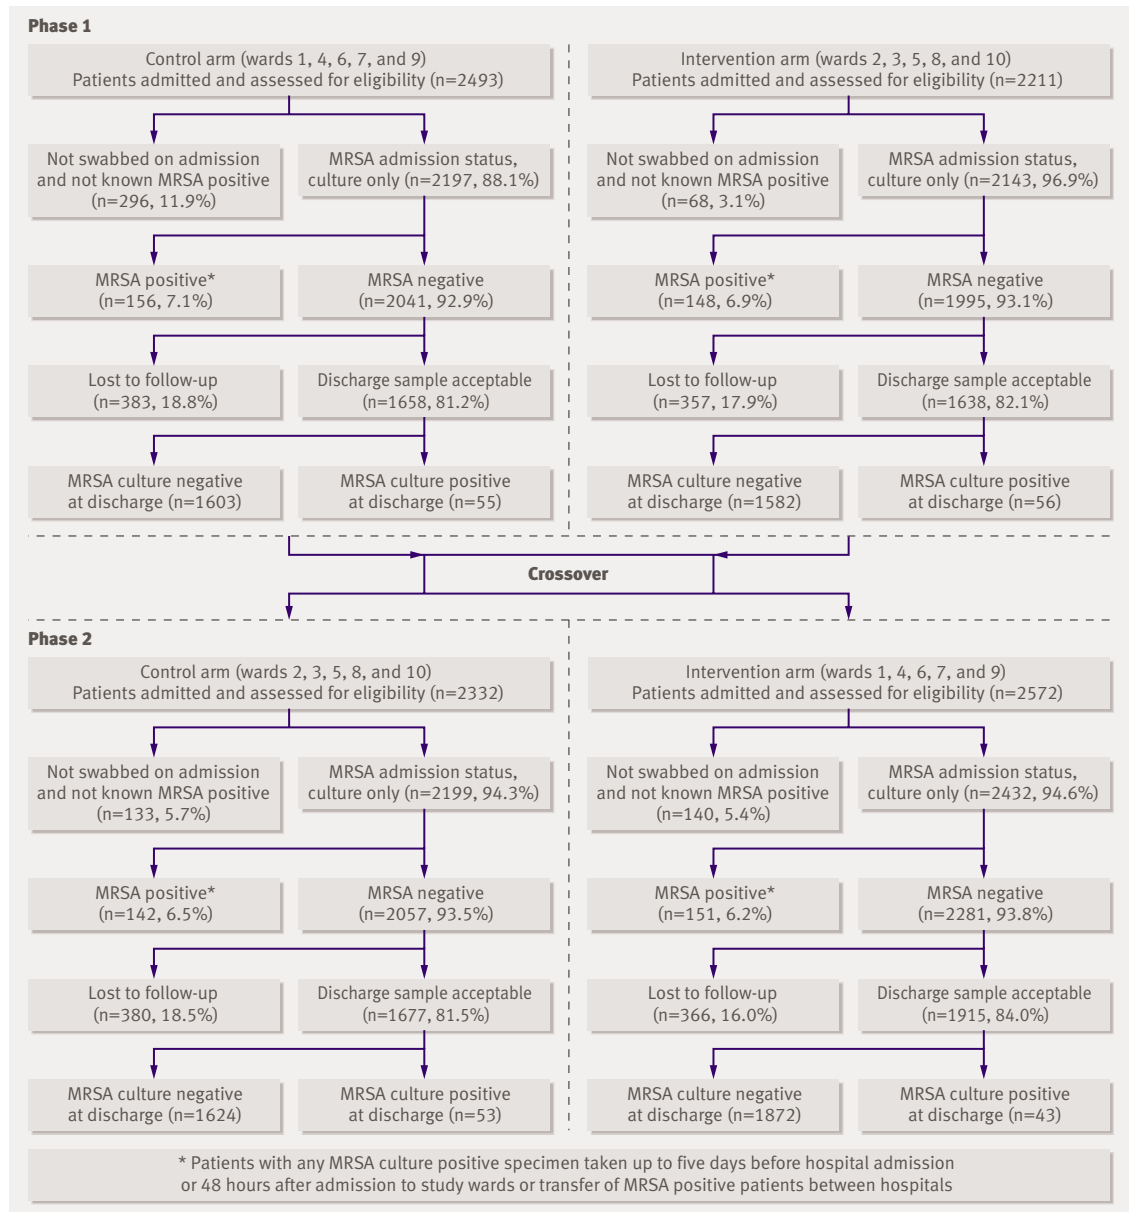 Phase 1
Control arm (wards 1, 4, 6, 7, and 9)
Patients admitted and assessed for eligibility (n=2493)
Not swabbed on admission
and not known MRSA positive
(n=296, 11.9%)
MRSA admission status,
culture only (n=2197, 88.1%)
MRSA positive*
(n=156, 7.1%)
MRSA negative
(n=2041, 92.9%)
Lost to follow-up
(n=383, 18.8%)
Discharge sample acceptable
(n=1658, 81.2%)
MRSA culture negative
at discharge (n=1603)
MRSA culture positive
at discharge (n=55)
Intervention arm (wards 2, 3, 5, 8, and 10)
Patients admitted and assessed for eligibility (n=2211)
Not swabbed on admission
and not known MRSA positive
(n=68, 3.1%)
MRSA admission status,
culture only (n=2143, 96.9%)
MRSA positive*
(n=148, 6.9%)
MRSA negative
(n=1995, 93.1%)
Lost to follow-up
(n=357, 17.9%)
Discharge sample acceptable
(n=1638, 82.1%)
MRSA culture negative
at discharge (n=1582)
MRSA culture positive
at discharge (n=56)
Crossover
Phase 2
Control arm (wards 2, 3, 5, 8, and 10)
Patients admitted and assessed for eligibility (n=2332)
Not swabbed on admission
and not known MRSA positive
(n=133, 5.7%)
MRSA admission status,
culture only (n=2199, 94.3%)
MRSA positive*
(n=142, 6.5%)
MRSA negative
(n=2057, 93.5%)
Lost to follow-up
(n=380, 18.5%)
Discharge sample acceptable
(n=1677, 81.5%)
MRSA culture negative
at discharge (n=1624)
MRSA culture positive
at discharge (n=53)
Intervention arm (wards 1, 4, 6, 7, and 9)
Patients admitted and assessed for eligibility (n=2572)
Not swabbed on admission
and not known MRSA positive
(n=140, 5.4%)
MRSA admission status,
culture only (n=2432, 94.6%)
MRSA positive*
(n=151, 6.2%)
MRSA negative
(n=2281, 93.8%)
Lost to follow-up
(n=366, 16.0%)
Discharge sample acceptable
(n=1915, 84.0%)
MRSA culture negative
at discharge (n=1872)
MRSA culture positive
at discharge (n=43)
* Patients with any MRSA culture positive specimen taken up to five days before hospital admission
or 48 hours after admission to study wards or transfer of MRSA positive patients between hospitals